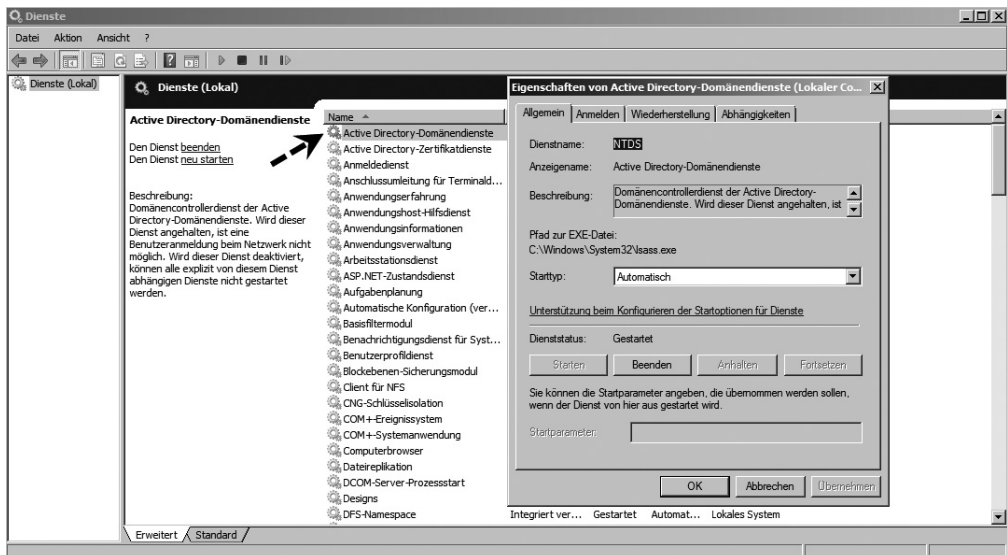 Dienste
Datei Aktion Ansicht ?
Dienste (Lokal)
Dienste (Lokal)
Active Directory-Domänendienste
Den Dienst beenden
Den Dienst neu starten
Beschreibung:
Domänencontrollerdienst der Active
Directory-Domänendienste. Wird dieser
Dienst angehalten, ist eine
Benutzeranmeldung beim Netzwerk nicht
möglich. Wird dieser Dienst deaktiviert,
können alle explizit von diesem Dienst
abhängigen Dienste nicht gestartet
werden.
Name
Active Directory-Domänendienste
Active Directory-Zertifikatdienste
Anmeldedienst
Anschlussumleitung für Terminald...
Anwendungserfahrung
Anwendungshost-Hilfsdienst
Anwendungsinformationen
Anwendungsverwaltung
Arbeitsstationsdienst
ASP.NET-Zustandsdienst
Aufgabenplanung
Automatische Konfiguration (ver...
Basisfiltermodul
Benachrichtigungsdienst für Syst...
Benutzerprofildienst
Blockebenen-Sicherungsmodul
Client für NFS
CNG-Schlüsselisolation
COM+-Ereignissystem
COM+-Systemanwendung
Computerbrowser
Dateireplikation
DCOM-Server-Prozessstart
Designs
DFS-Namespace
Integriert ver... Gestartet Automat... Lokales System
Eigenschaften von Active Directory-Domänendienste (Lokaler Co...
Allgemein Anmelden Wiederherstellung Abhängigkeiten
Dienstname: NTDS
Anzeigename: Active Directory-Domänendienste
Beschreibung: Domänencontrollerdienst der Active Directory-
Domänendienste. Wird dieser Dienst angehalten, ist
Pfad zur EXE-Datei:
C:\Windows\System32\lsass.exe
Starttyp: Automatisch
Unterstützung beim Konfigurieren der Startoptionen für Dienste
Dienststatus: Gestartet
Starten Beenden Anhalten Fortsetzen
Sie können die Startparameter angeben, die übernommen werden sollen,
wenn der Dienst von hier aus gestartet wird.
Startparameter:
OK Abbrechen Übernehmen
Erweitert Standard